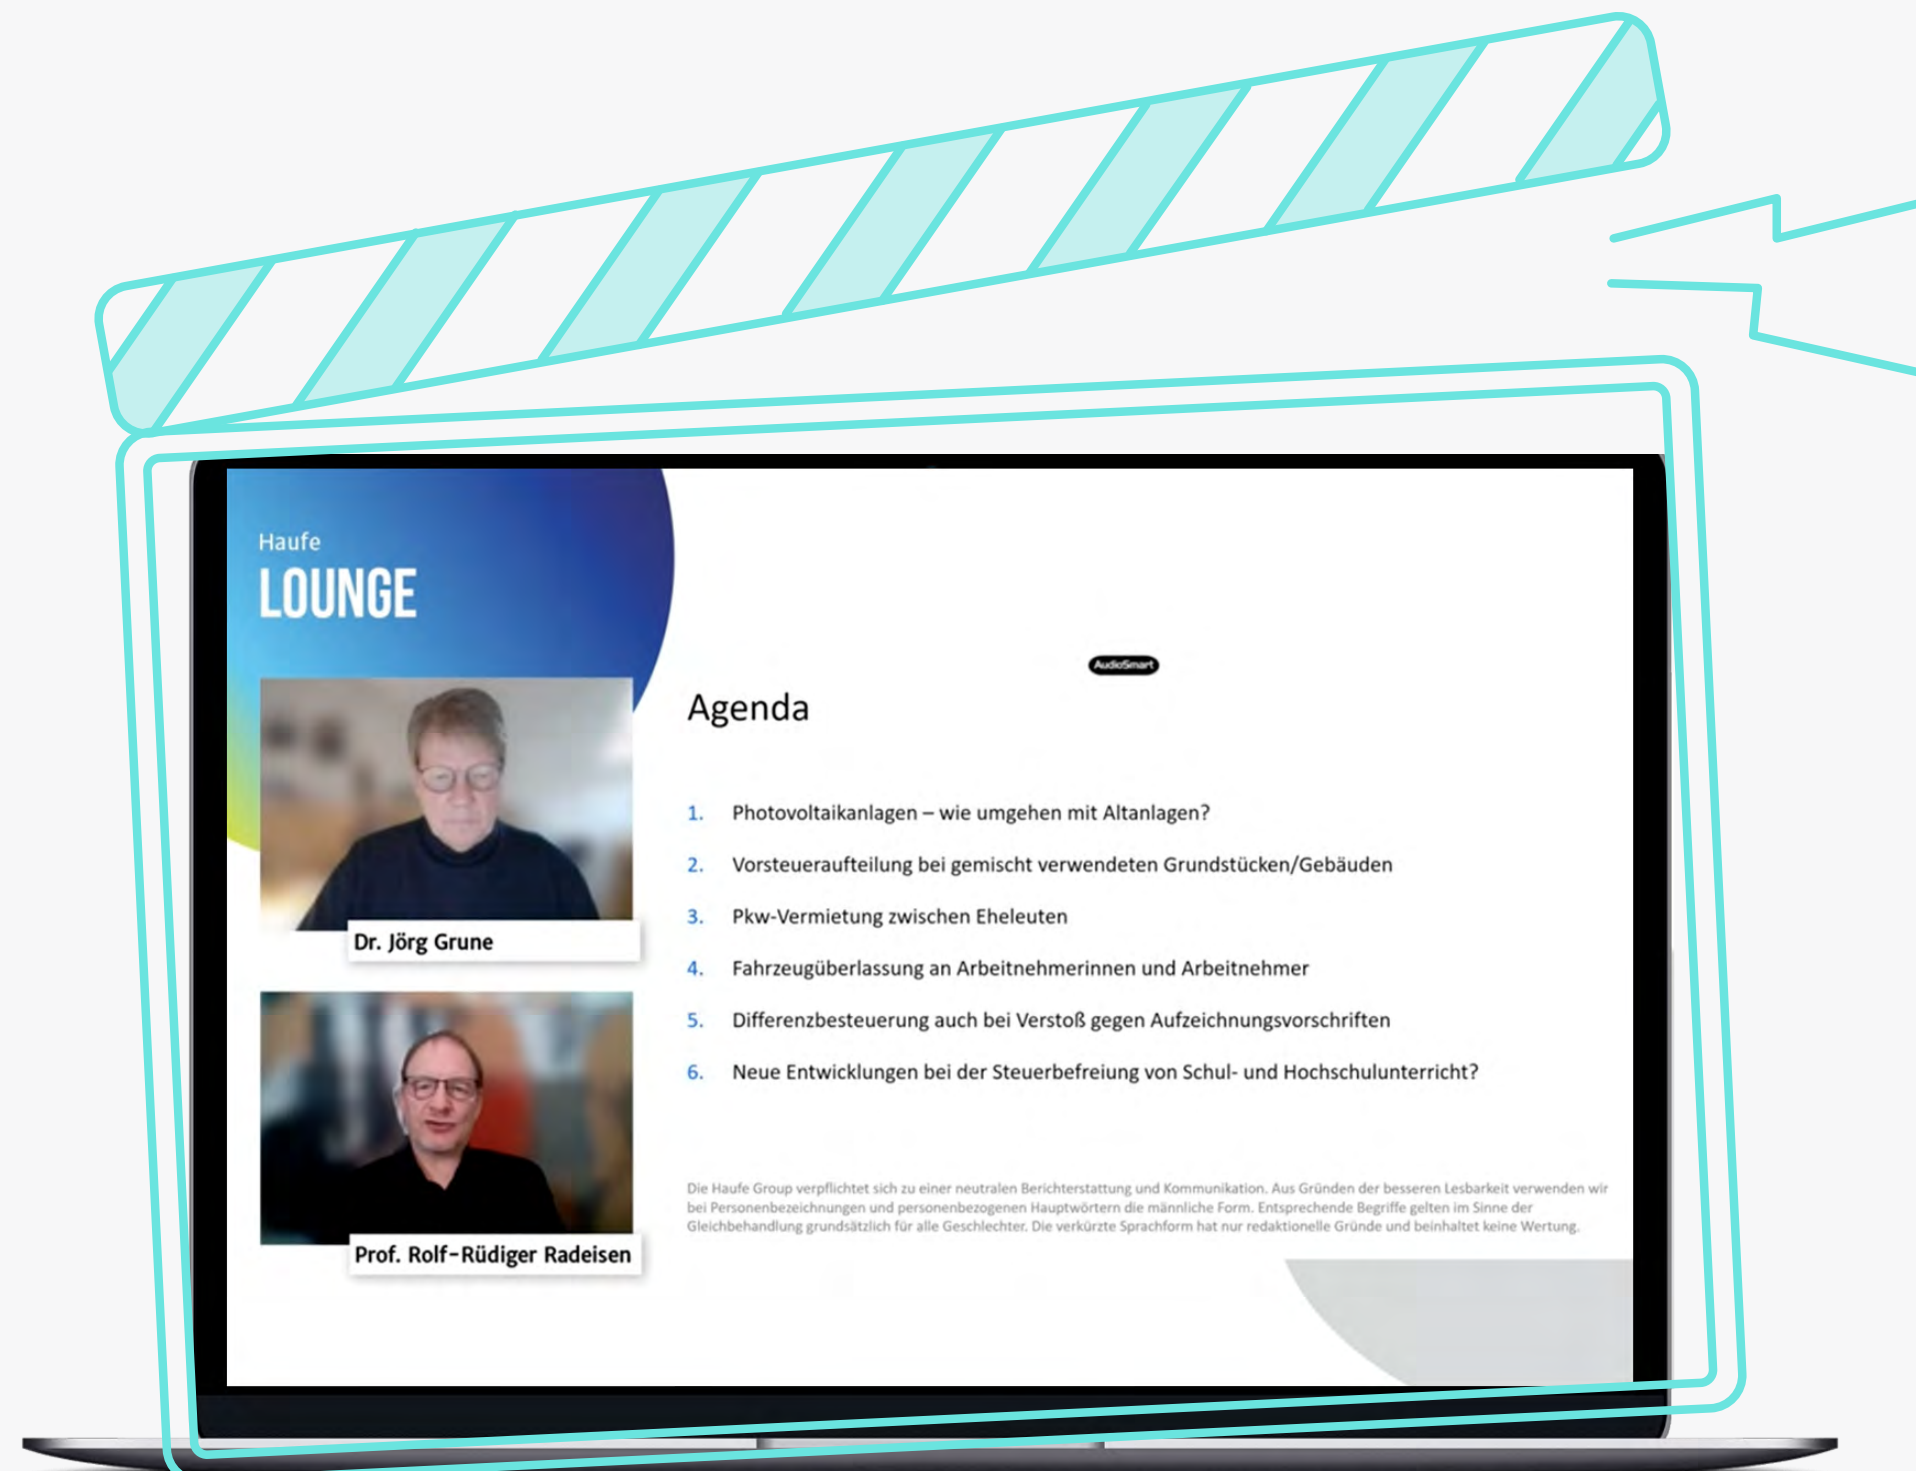 Haufe
LOUNGE
AudioSmart
Agenda
1. Photovoltaikanlagen – wie umgehen mit Altanlagen?
2. Vorsteueraufteilung bei gemischt verwendeten Grundstücken/Gebäuden
3. Pkw-Vermietung zwischen Eheleuten
4. Fahrzeugüberlassung an Arbeitnehmerinnen und Arbeitnehmer
5. Differenzbesteuerung auch bei Verstoß gegen Aufzeichnungsvorschriften
6. Neue Entwicklungen bei der Steuerbefreiung von Schul- und Hochschulunterricht?
Dr. Jörg Grune
Prof. Rolf-Rüdiger Radeisen
Die Haufe Group verpflichtet sich zu einer neutralen Berichterstattung und Kommunikation. Aus Gründen der besseren Lesbarkeit verwenden wir
bei Personenbezeichnungen und personenbezogenen Hauptwörtern die männliche Form. Entsprechende Begriffe gelten im Sinne der
Gleichbehandlung grundsätzlich für alle Geschlechter. Die verkürzte Sprachform hat nur redaktionelle Gründe und beinhaltet keine Wertung.